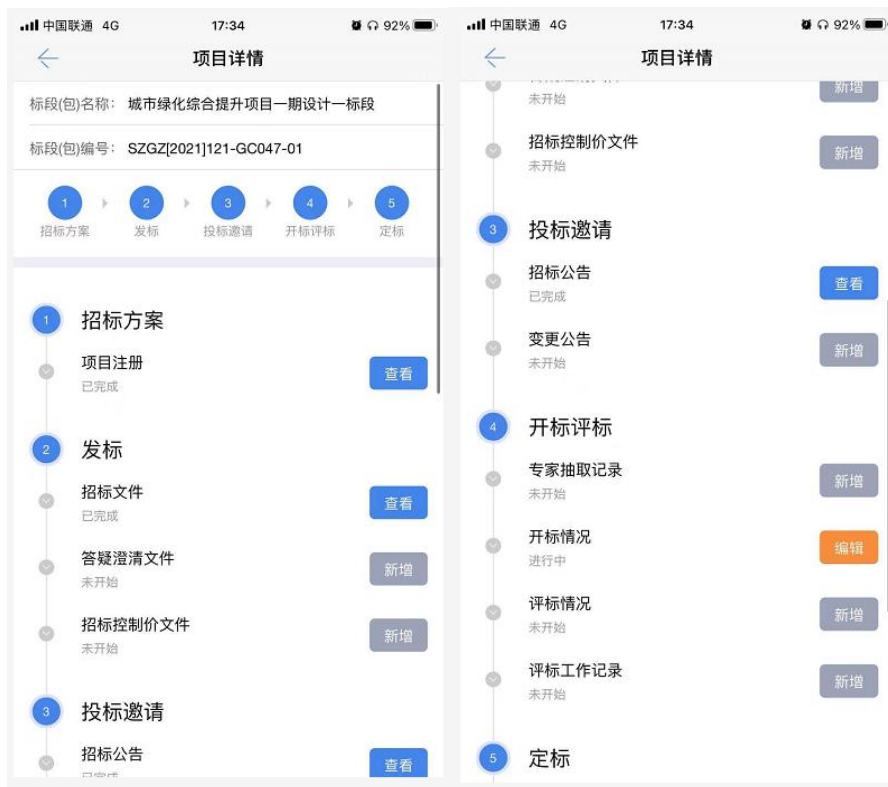 中国联通 4G 17:34 92%
项目详情
标段(包)名称: 城市绿化综合提升项目一期设计一标段
标段(包)编号: SZGZ[2021]121-GC047-01
1 2 3 4 5
招标方案 发标 投标邀请 开标评标 定标
1 招标方案
项目注册
已完成
查看
2 发标
招标文件
已完成
查看
答疑澄清文件
未开始
新增
招标控制价文件
未开始
新增
3 投标邀请
招标公告
已完成
查看
中国联通 4G 17:34 92%
项目详情
未开始
新增
招标控制价文件
未开始
新增
3 投标邀请
招标公告
已完成
查看
变更公告
未开始
新增
4 开标评标
专家抽取记录
未开始
新增
开标情况
进行中
编辑
评标情况
未开始
新增
评标工作记录
未开始
新增
5 定标